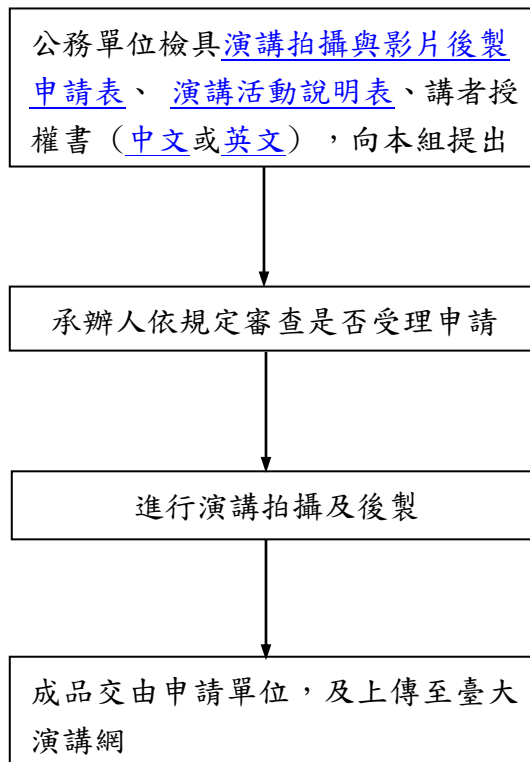 公務單位檢具演講拍攝與影片後製
申請表、 演講活動說明表、講者授
權書（中文或英文），向本組提出
承辦人依規定審查是否受理申請
進行演講拍攝及後製
成品交由申請單位，及上傳至臺大
演講網